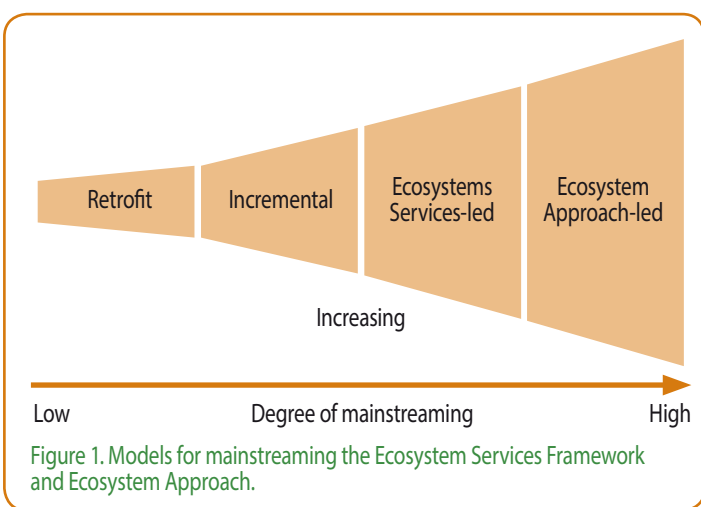 Retrofit
Incremental
Ecosystems
Services-led
Ecosystem
Approach-led
Increasing
Low
Degree of mainstreaming
High
Figure 1. Models for mainstreaming the Ecosystem Services Framework
and Ecosystem Approach.